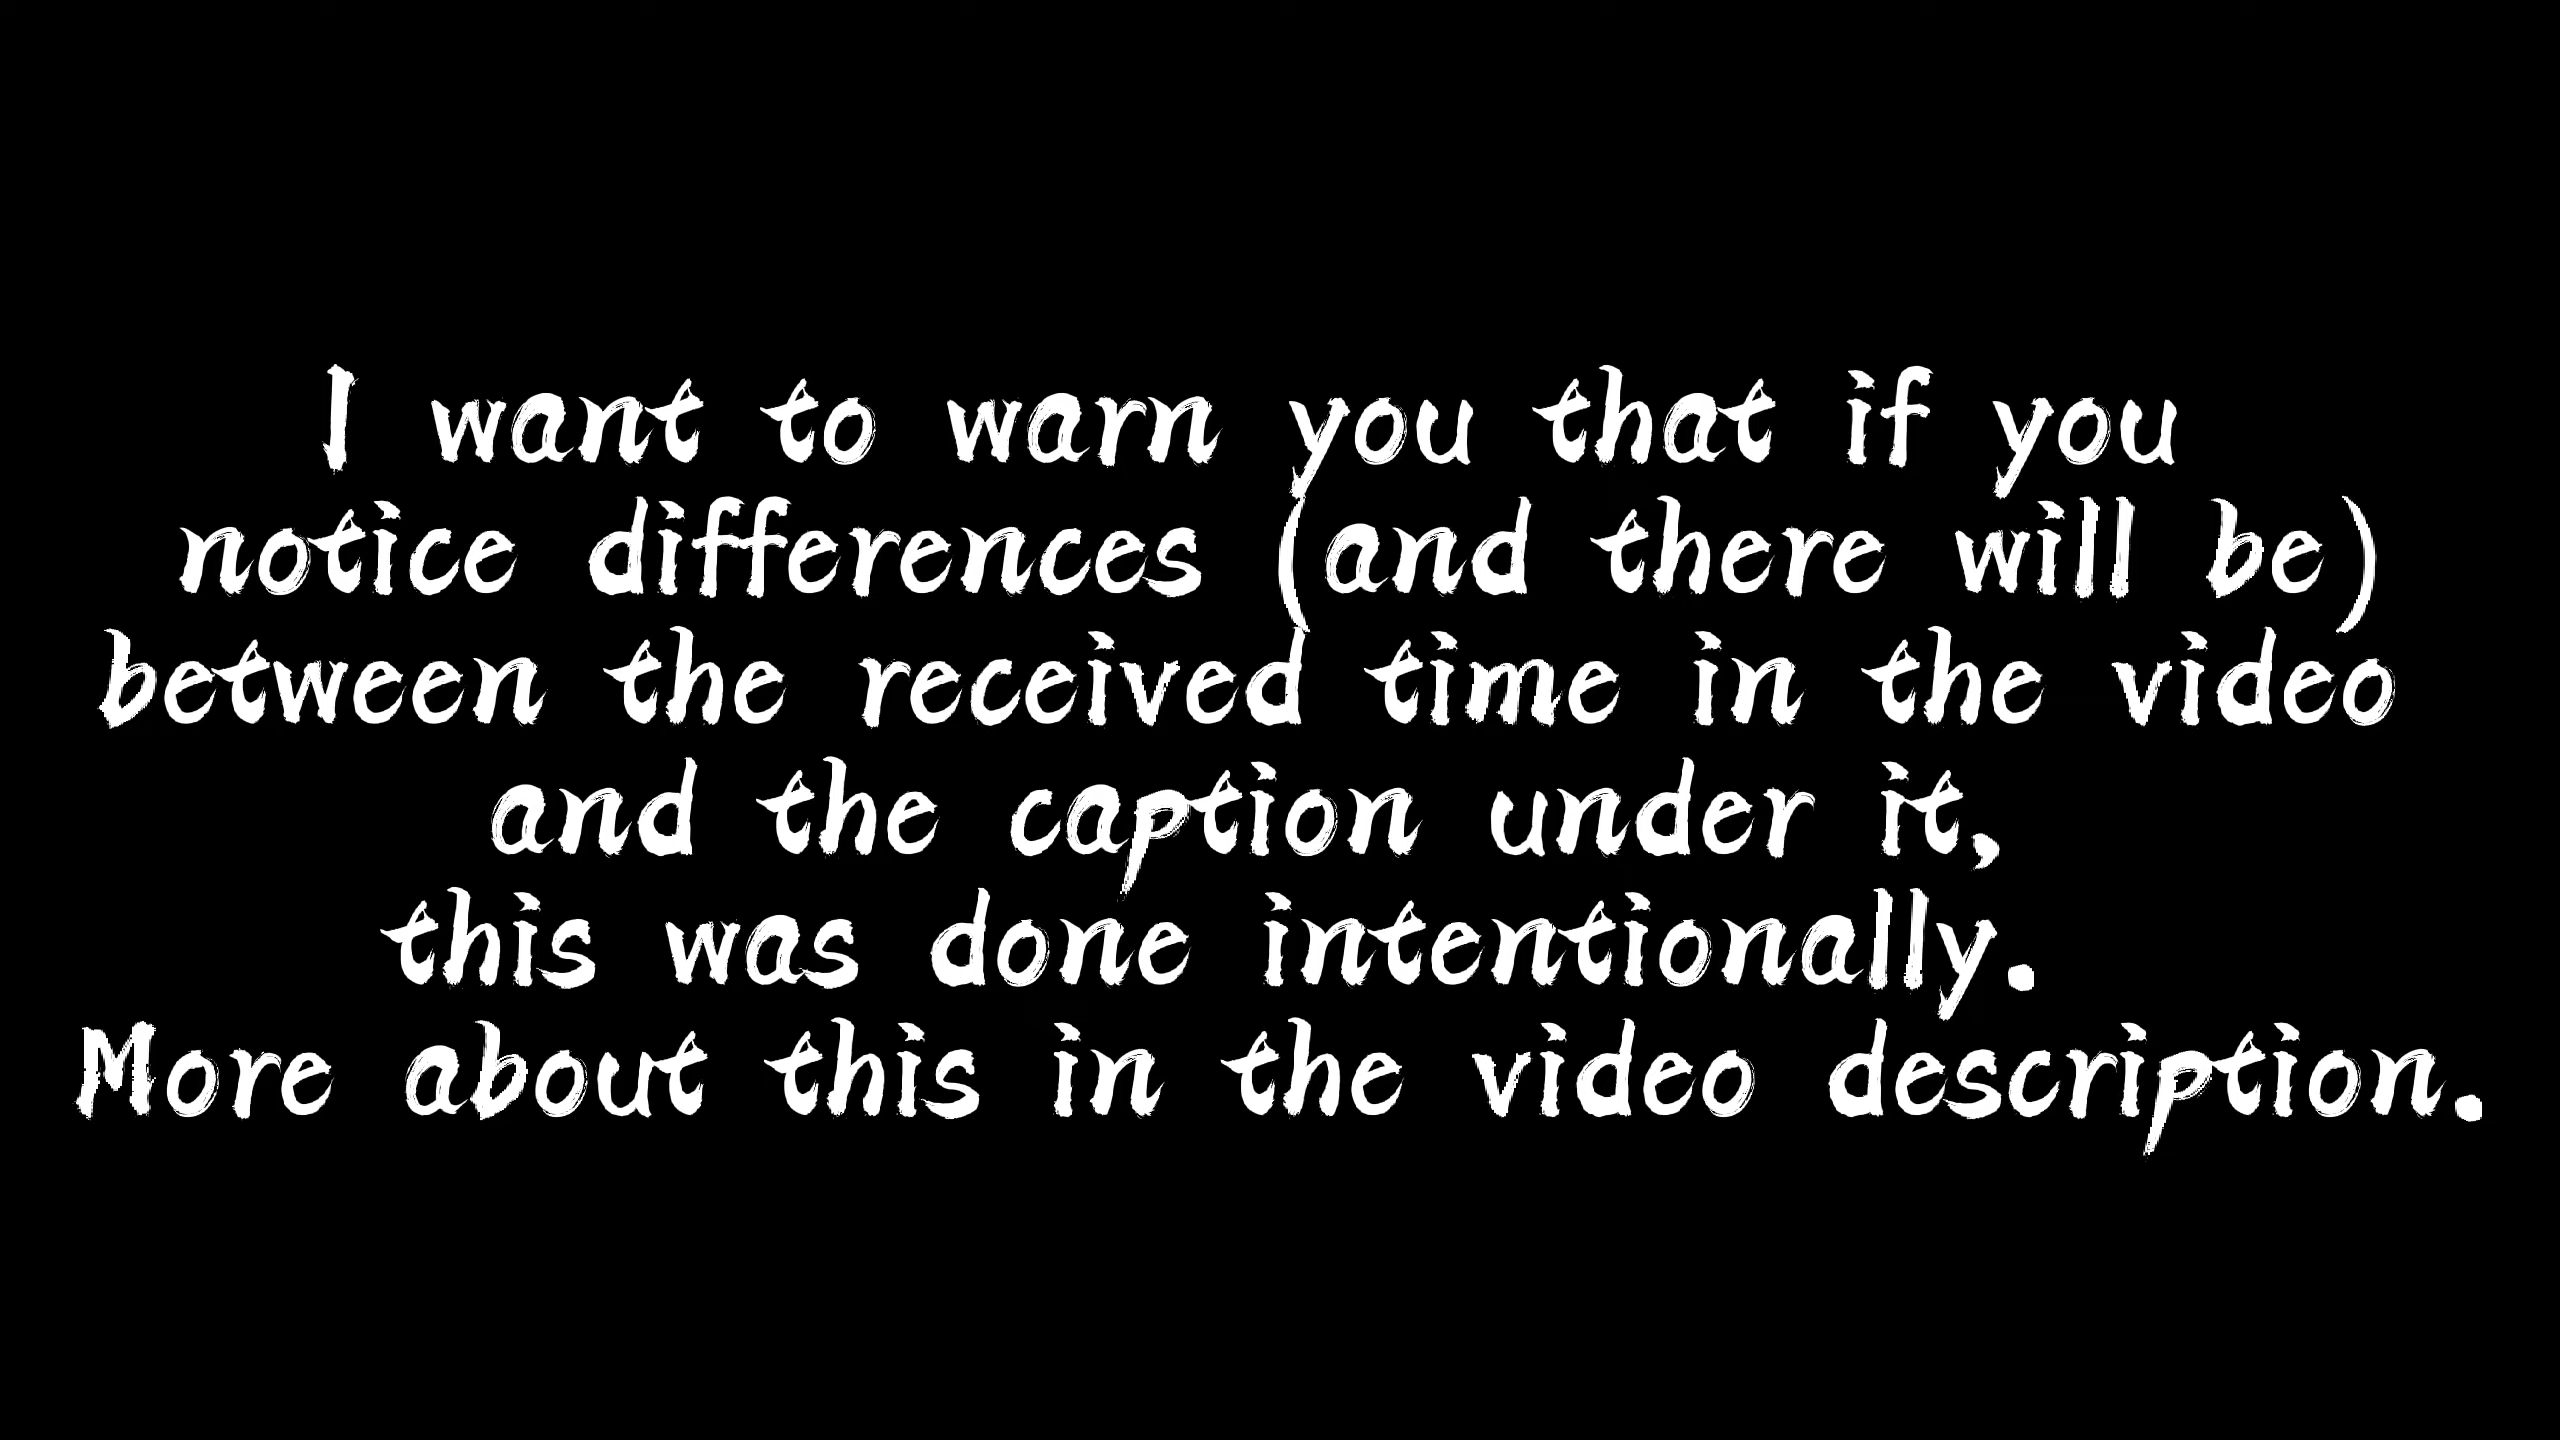 I want to warn you that if you
notice differences (and there will be)
between the received time in the video
and the caption under it,
this was done intentionally.
More about this in the video description.